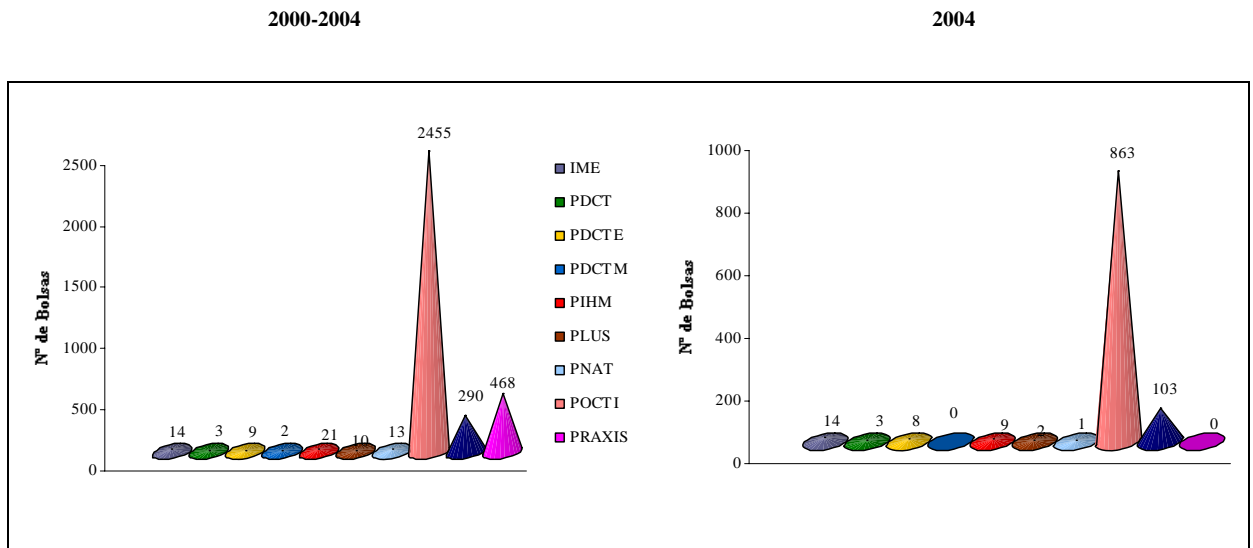 2000-2004
2004
2455
2500
2000
1500
1000
500
0
Nº de Bolsas
14 3 9 2 21 10 13 290 468
IME
PDCT
PDCTE
PDCTM
PIHM
PLUS
PNAT
POCTI
PRAXIS
1000
800
600
400
200
0
Nº de Bolsas
863
14 3 8 0 9 2 1 103 0